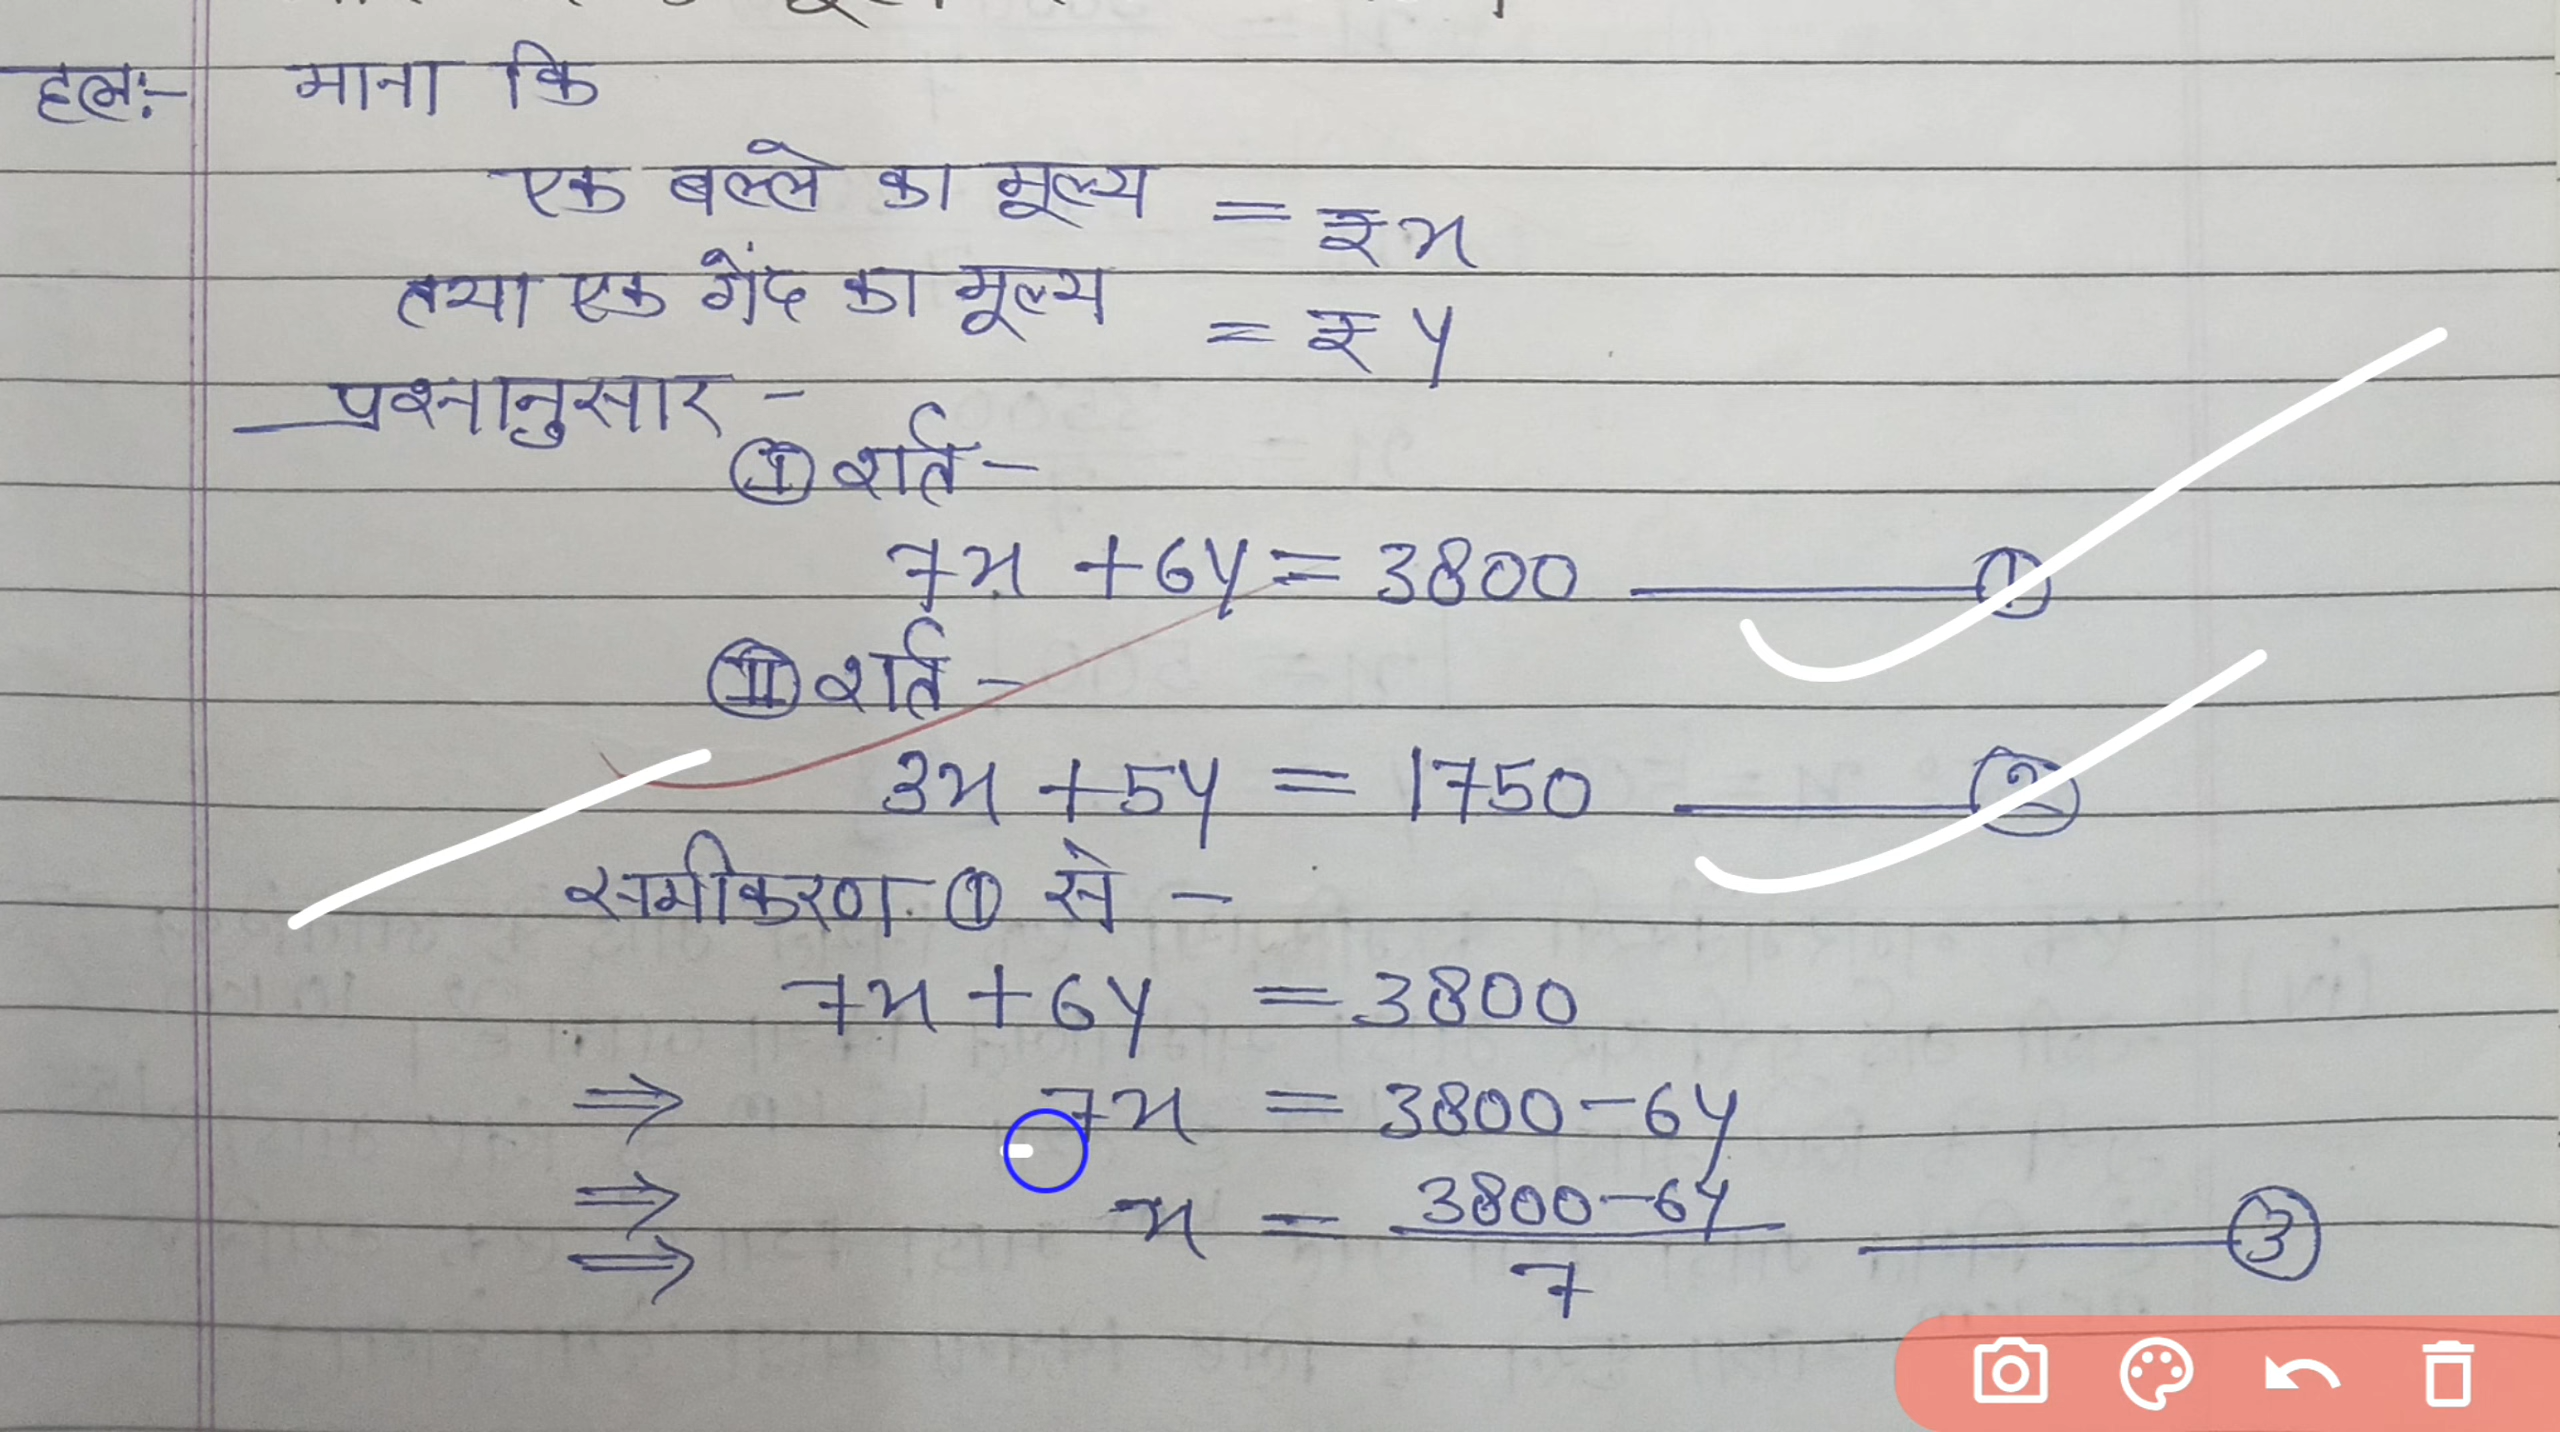 हल:-
माना कि
एक बल्ले का मूल्य = ₹ x
तथा एक गेंद का मूल्य = ₹ y
प्रश्नानुसार -
Ⓘ शर्त -
7x + 6y = 3800 ——— ①
Ⓘ Ⓘ शर्त -
3x + 5y = 1750 ——— ②
समीकरण ① से -
7x + 6y = 3800
⇒ 7x = 3800 - 6y
⇒ x = 3800 - 6y / 7 ——— ③
⇒